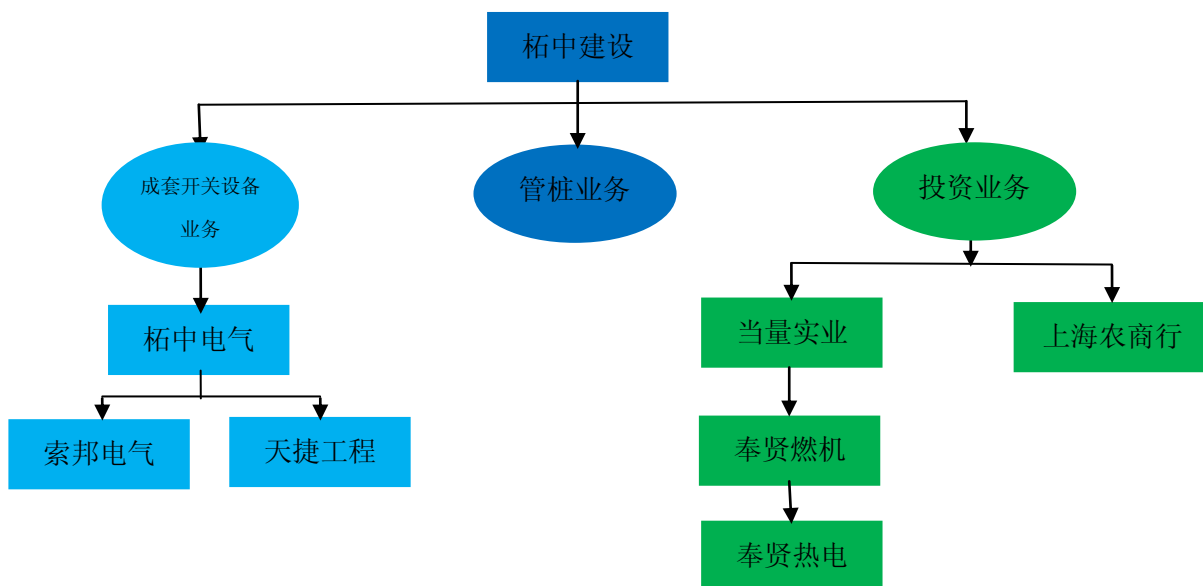 柘中建设
成套开关设备
业务
管桩业务
投资业务
柘中电气
当量实业
上海农商行
索邦电气
天捷工程
奉贤燃机
奉贤热电